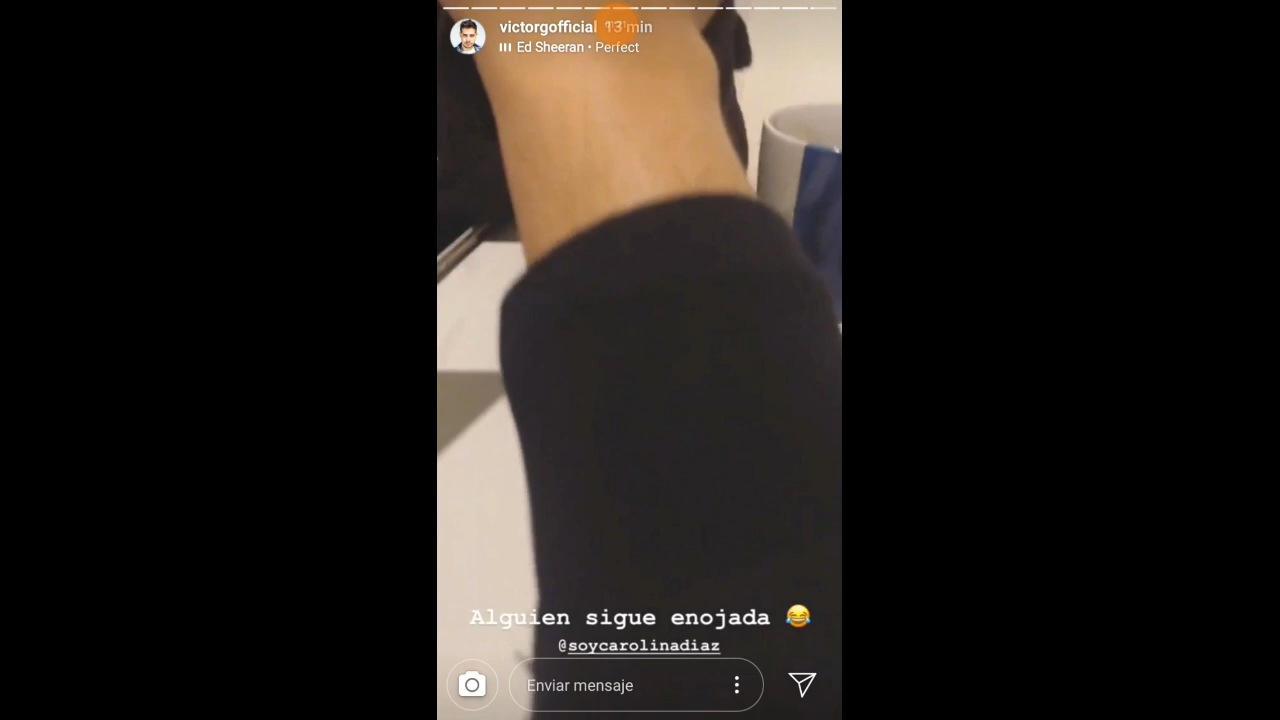 victorgofficial 13 min
Ed Sheeran • Perfect
Alguien sigue enojada 😂
@soycarolinadiaz
Enviar mensaje